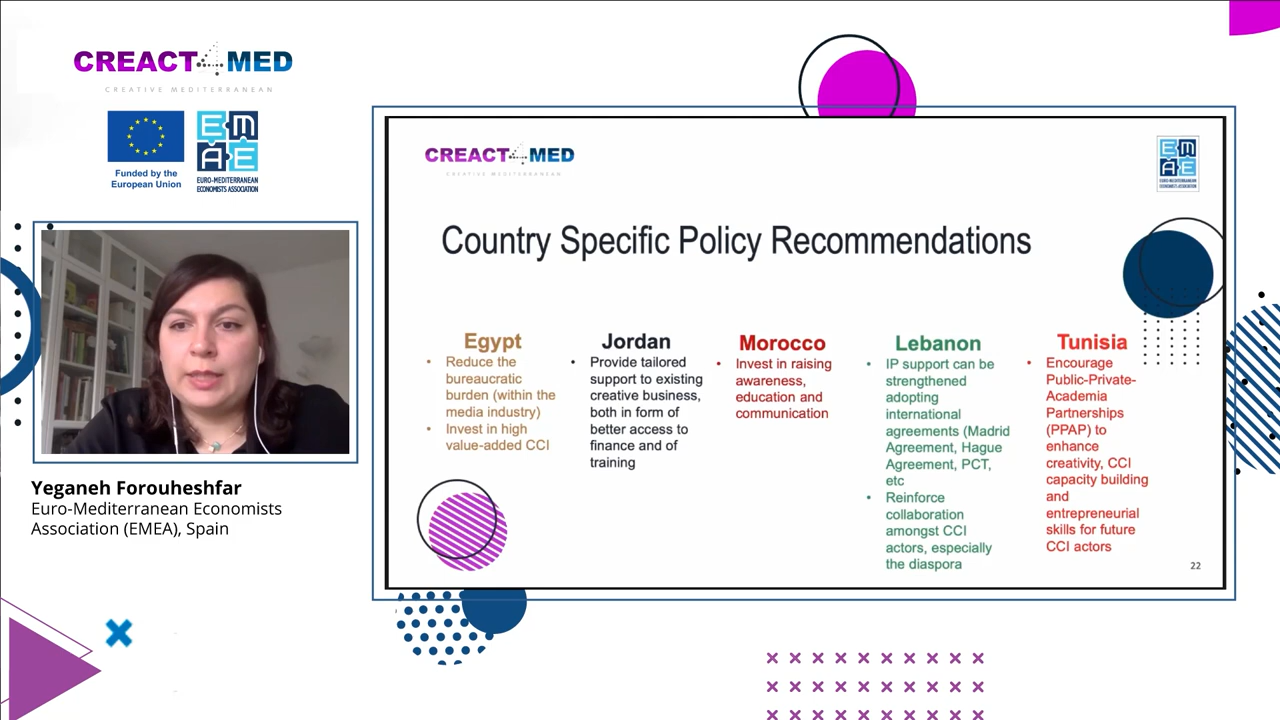 CREACT4MED
CREATIVE MEDITERRANEAN
Funded by the
European Union
EMAE
EURO-MEDITERRANEAN
ECONOMISTS ASSOCIATION
Yeganeh Forouheshfar
Euro-Mediterranean Economists
Association (EMEA), Spain
CREACT4MED
CREATIVE MEDITERRANEAN
EMAE
EURO-MEDITERRANEAN
ECONOMISTS ASSOCIATION
Country Specific Policy Recommendations
Egypt
• Reduce the
bureaucratic
burden (within the
media industry)
• Invest in high
value-added CCI
Jordan
• Provide tailored
support to existing
creative business,
both in form of
better access to
finance and of
training
Morocco
• Invest in raising
awareness,
education and
communication
Lebanon
• IP support can be
strengthened
adopting
international
agreements (Madrid
Agreement, Hague
Agreement, PCT,
etc
• Reinforce
collaboration
amongst CCI
actors, especially
the diaspora
Tunisia
• Encourage
Public-Private-
Academia
Partnerships
(PPAP) to
enhance
creativity, CCI
capacity building
and
entrepreneurial
skills for future
CCI actors
22